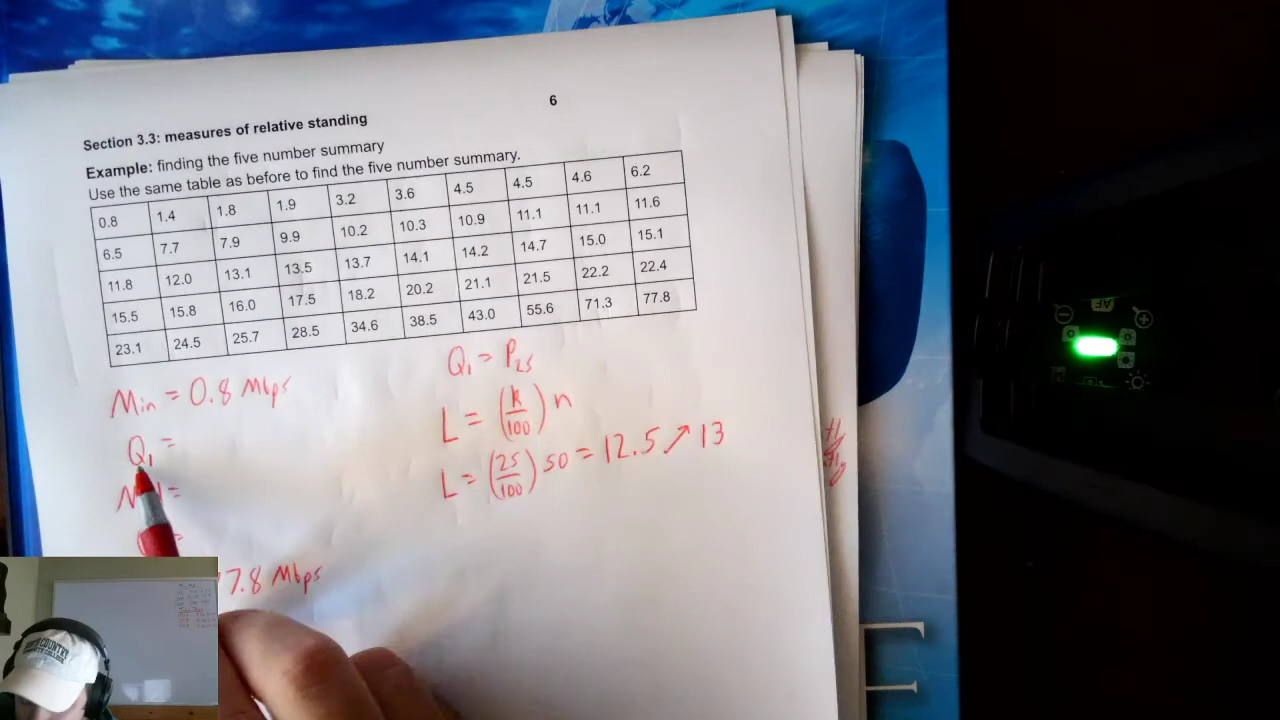 6
Section 3.3: measures of relative standing
Example: finding the five number summary
Use the same table as before to find the five number summary.
0.8 1.4 1.8 1.9 3.2 3.6 4.5 4.5 4.6 6.2
6.5 7.7 7.9 9.9 10.2 10.3 10.9 11.1 11.1 11.6
11.8 12.0 13.1 13.5 13.7 14.1 14.2 14.7 15.0 15.1
15.5 15.8 16.0 17.5 18.2 20.2 21.1 21.5 22.2 22.4
23.1 24.5 25.7 28.5 34.6 38.5 43.0 55.6 71.3 77.8
Min = 0.8 Mbps
Q₁ =
7.8 Mbps
Q₁ = P₂₅
L = (k/100) n
L = (25/100) 50 = 12.5 ↗ 13
AF